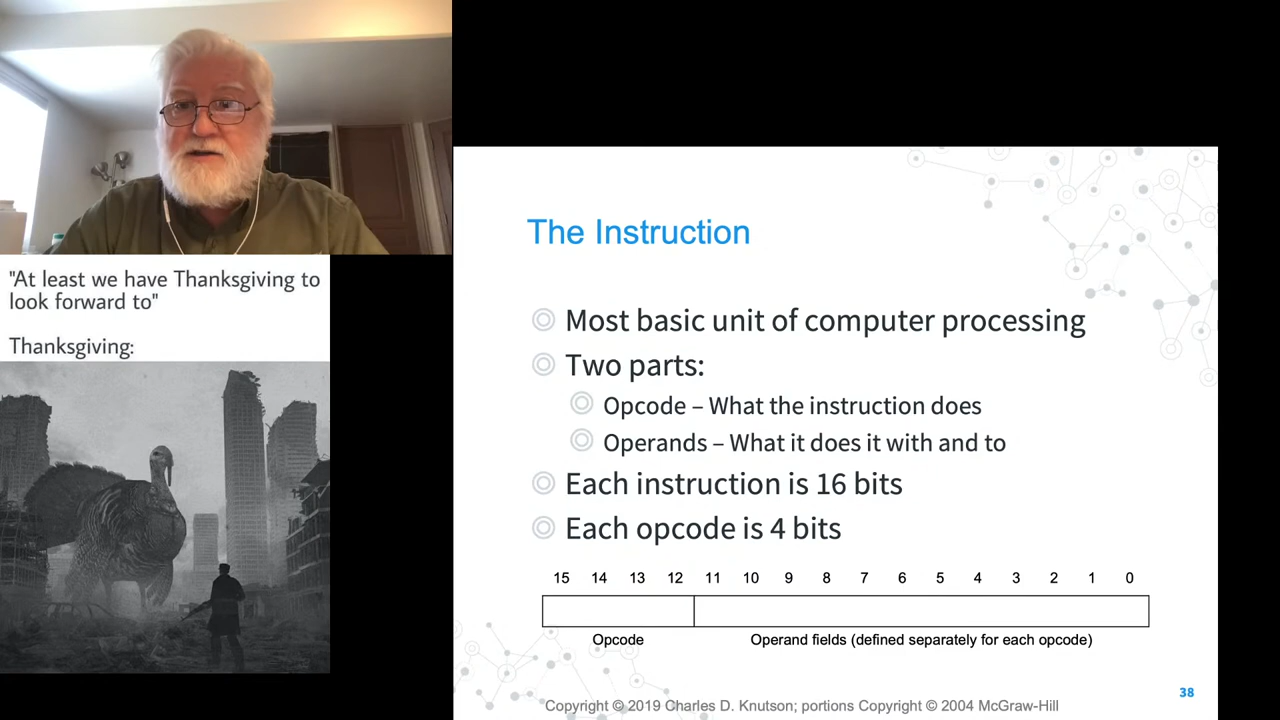 "At least we have Thanksgiving to
look forward to"
Thanksgiving:
The Instruction
Most basic unit of computer processing
Two parts:
Opcode – What the instruction does
Operands – What it does it with and to
Each instruction is 16 bits
Each opcode is 4 bits
15 14 13 12 11 10 9 8 7 6 5 4 3 2 1 0
Opcode Operand fields (defined separately for each opcode)
38
Copyright © 2019 Charles D. Knutson; portions Copyright © 2004 McGraw-Hill